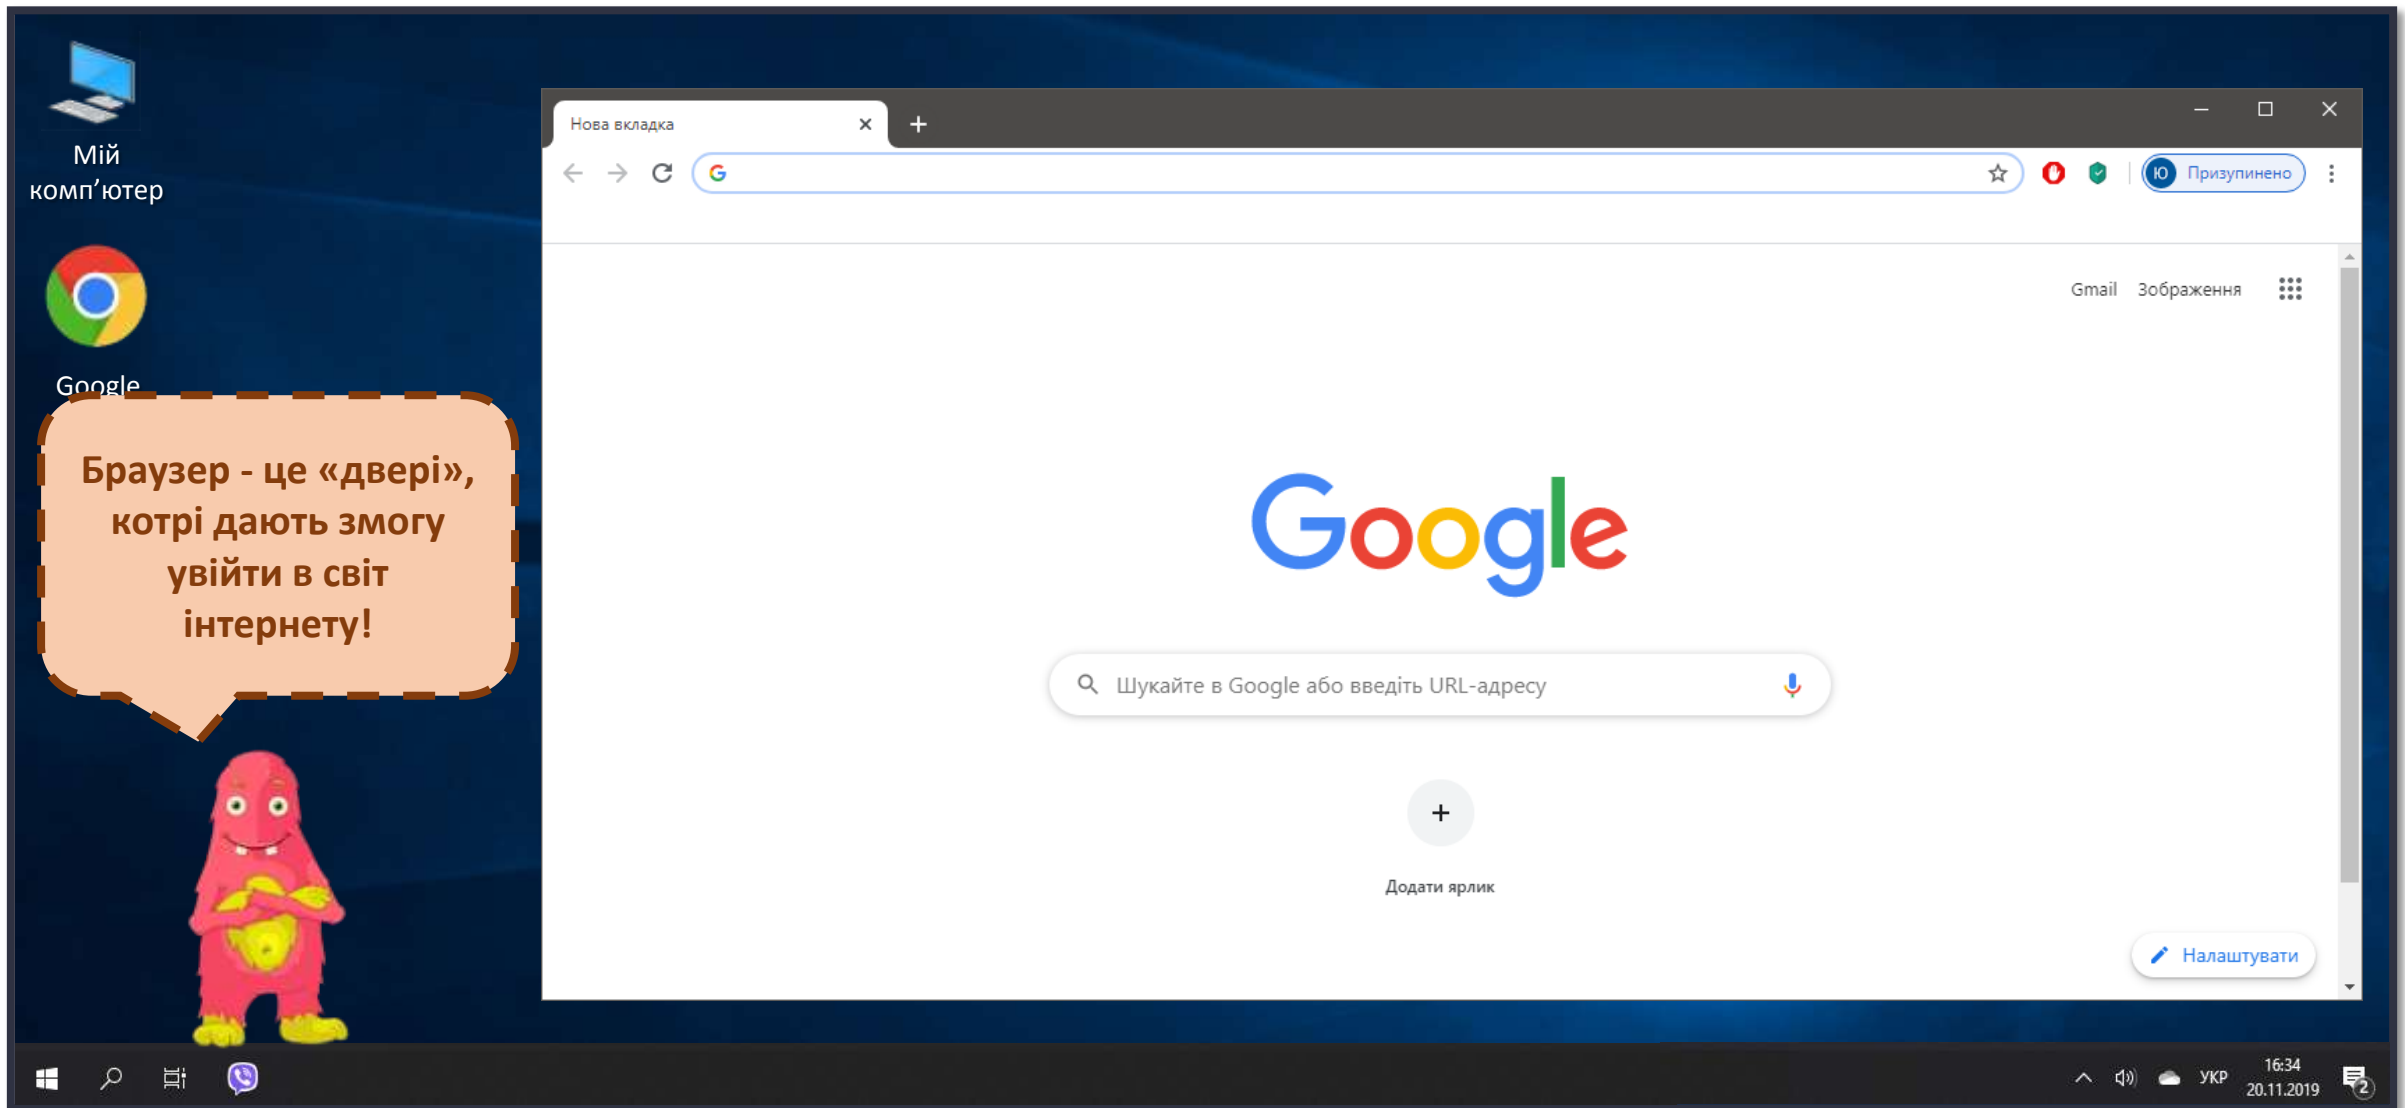 Мій
комп’ютер
Google
Браузер - це «двері»,
котрі дають змогу
увійти в світ
інтернету!
Нова вкладка
Ю Призупинено
Gmail Зображення
Google
Шукайте в Google або введіть URL-адресу
Додати ярлик
Налаштувати
УКР
16:34
20.11.2019
2